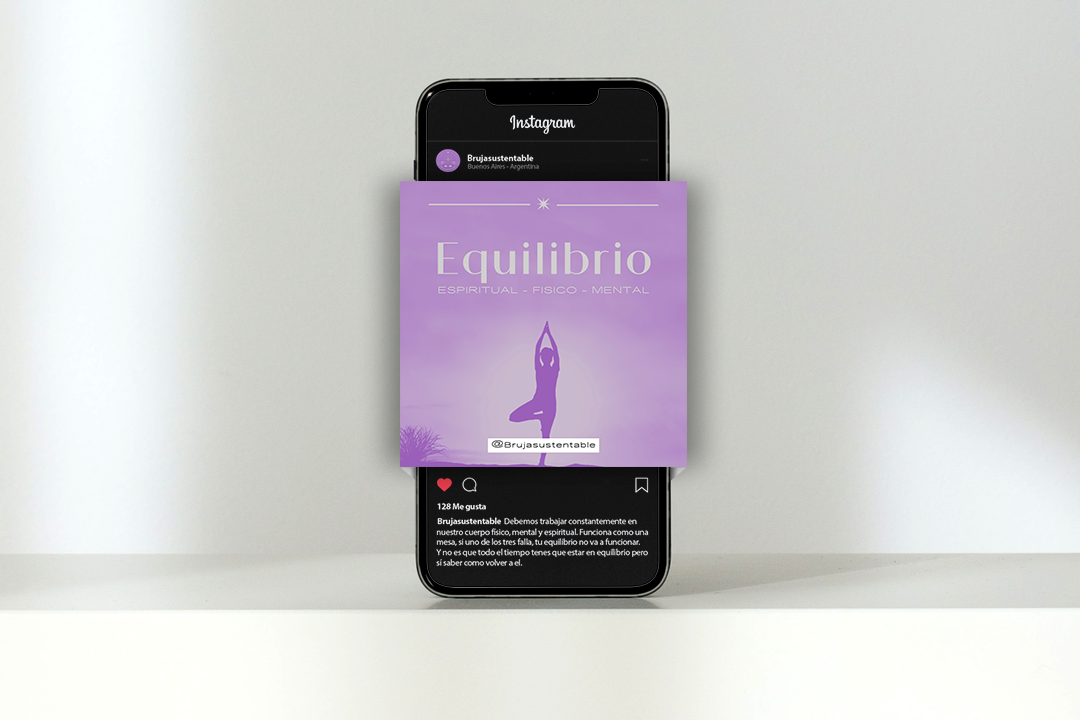 Instagram
Brujasustentable
Buenos Aires - Argentina
Equilibrio
ESPIRITUAL - FISICO - MENTAL
@Brujasustentable
128 Me gusta
Brujasustentable Debemos trabajar constantemente en
nuestro cuerpo físico, mental y espiritual. Funciona como una
mesa, si uno de los tres falla, tu equilibrio no va a funcionar.
Y no es que todo el tiempo tenes que estar en equilibrio pero
sí saber como volver a el.